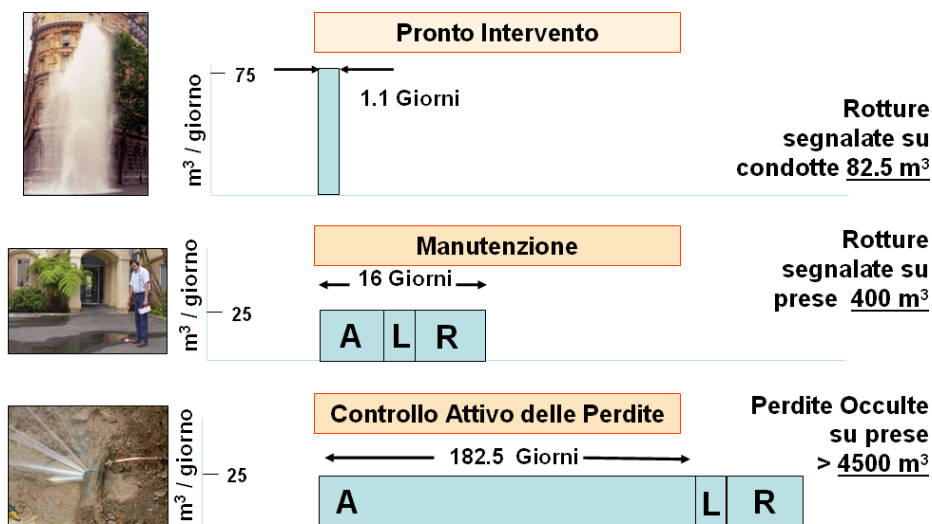 Pronto Intervento
75
1.1 Giorni
m³ / giorno
Rotture
segnalate su
condotte 82.5 m³
Manutenzione
16 Giorni
25
m³ / giorno
A L R
Rotture
segnalate su
prese 400 m³
Controllo Attivo delle Perdite
182.5 Giorni
25
m³ / giorno
A L R
Perdite Occulte
su prese
> 4500 m³